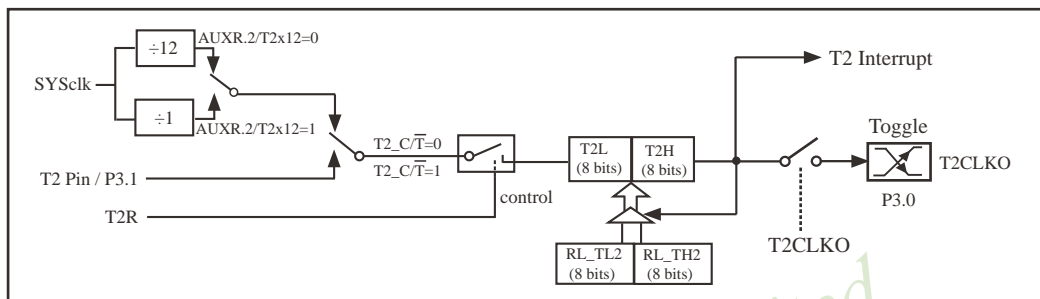 ÷12
AUXR.2/T2x12=0
SYSclk
÷1
AUXR.2/T2x12=1
T2 Pin / P3.1
T2R
T2_C/T̅=0
T2_C/T̅=1
control
T2L
(8 bits)
T2H
(8 bits)
RL_TL2
(8 bits)
RL_TH2
(8 bits)
T2 Interrupt
Toggle
T2CLKO
P3.0
T2CLKO